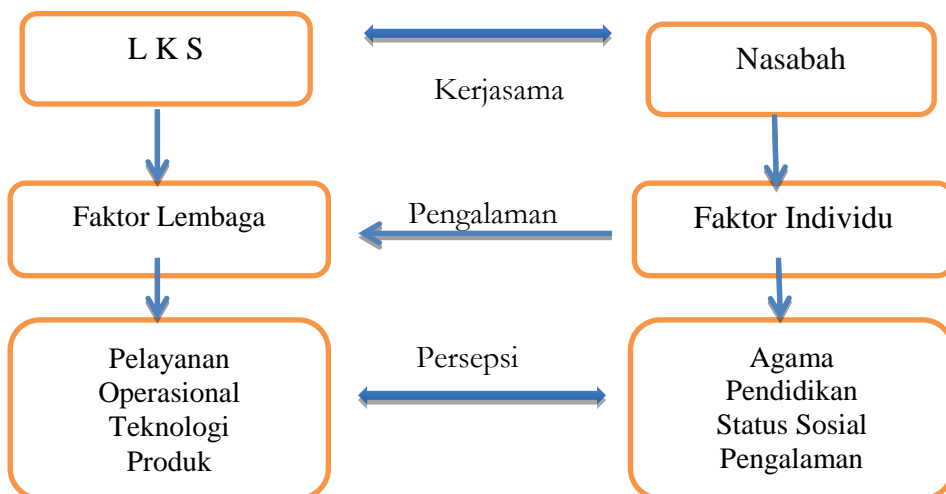 L K S
Nasabah
Kerjasama
Faktor Lembaga
Pengalaman
Faktor Individu
Pelayanan
Operasional
Teknologi
Produk
Persepsi
Agama
Pendidikan
Status Sosial
Pengalaman